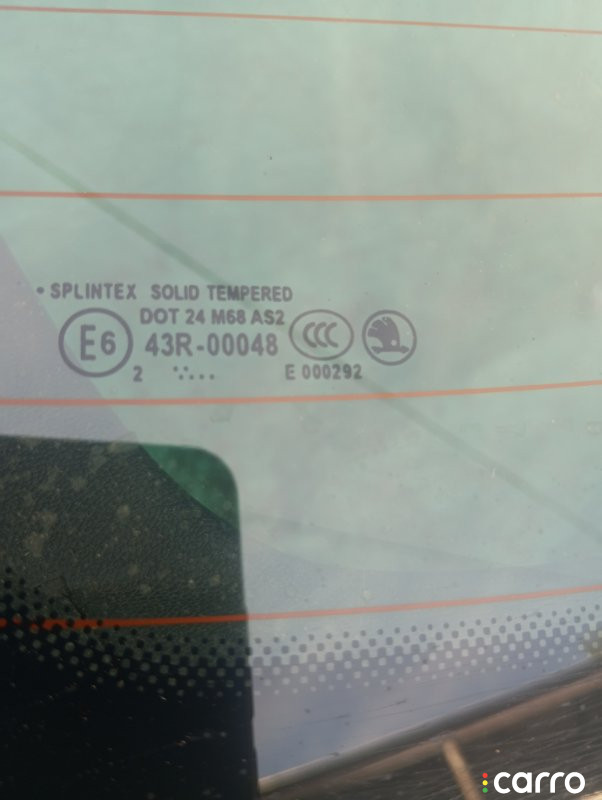 • SPLINTEX SOLID TEMPERED
DOT 24 M68 AS2
E6 43R-00048 CCC
2 ∵... E 000292
carro